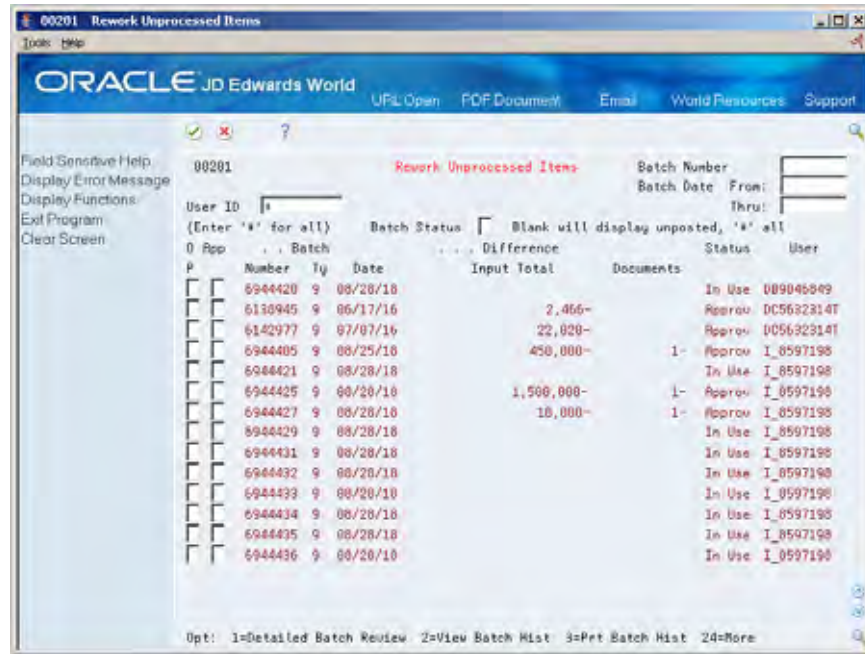 00201 Rework Unprocessed Items
Tools Help
ORACLE JD Edwards World
URL Open PDF Document Email World Resources Support
?
Field Sensitive Help
Display Error Message
Display Functions
Exit Program
Clear Screen
00201 Rework Unprocessed Items Batch Number
Batch Date From:
User ID * Thru:
(Enter '*' for all) Batch Status Blank will display unposted, '*' all
O App . . Batch . . . . Difference Status User
P Number Ty Date Input Total Documents
6944420 9 08/28/18 In Use
6138945 9 06/17/16 2,466- Approv DC5632314T
6142977 9 07/07/16 22,020- Approv DC5632314T
6944405 9 08/25/18 450,000- 1- Approv I_8597198
6944421 9 08/28/18 In Use I_8597198
6944425 9 08/28/18 1,500,000- 1- Approv I_8597198
6944427 9 08/28/18 10,000- 1- Approv I_8597198
6944429 9 08/28/18 In Use I_8597198
6944431 9 08/28/18 In Use I_8597198
6944432 9 08/28/18 In Use I_8597198
6944433 9 08/28/18 In Use I_8597198
6944434 9 08/28/18 In Use I_8597198
6944435 9 08/28/18 In Use I_8597198
6944436 9 08/28/18 In Use I_8597198
Opt: 1=Detailed Batch Review 2=View Batch Hist 3=Prt Batch Hist 24=More